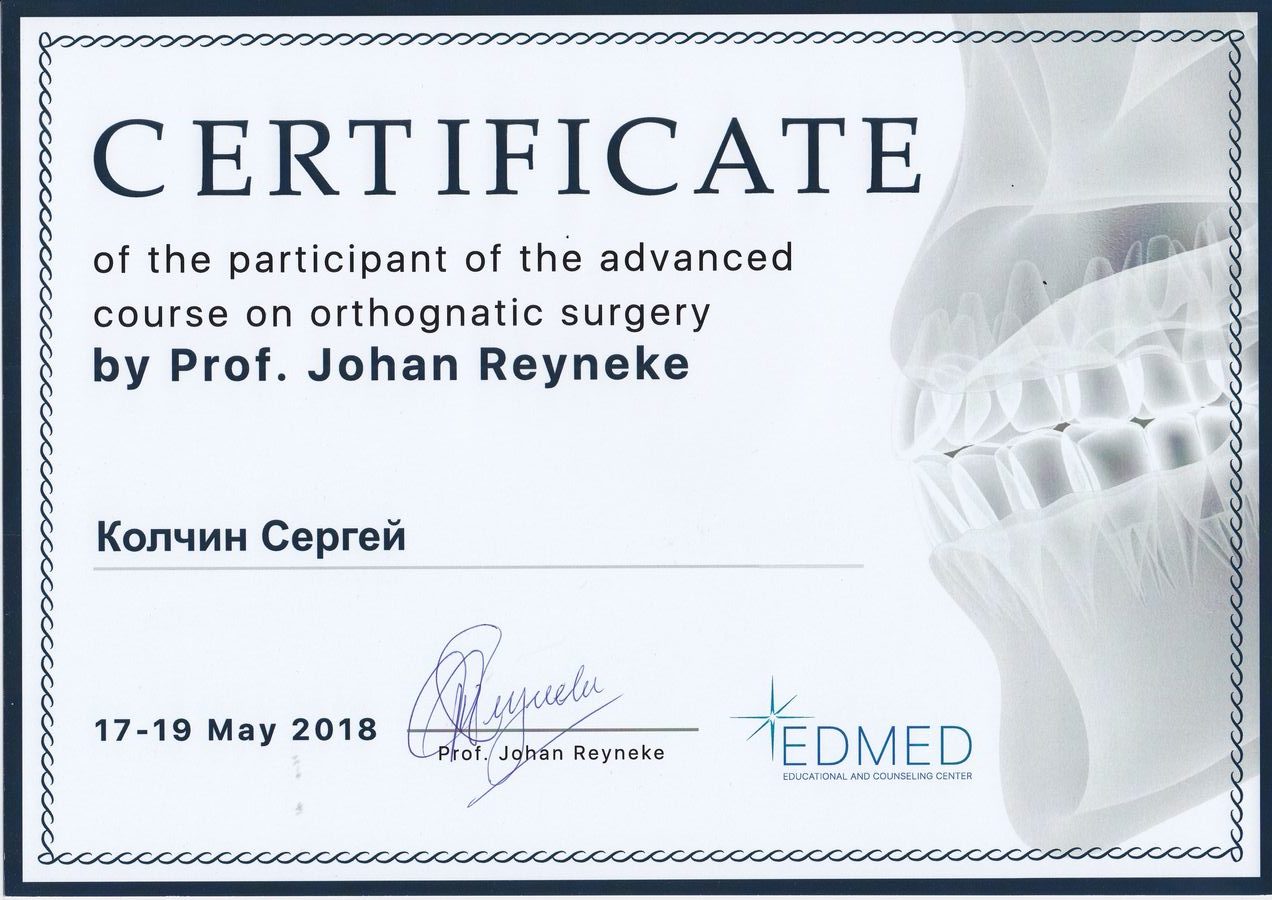 CERTIFICATE
of the participant of the advanced
course on orthognatic surgery
by Prof. Johan Reyneke
Колчин Сергей
17-19 May 2018
Prof. Johan Reyneke
EDMED
EDUCATIONAL AND COUNSELING CENTER